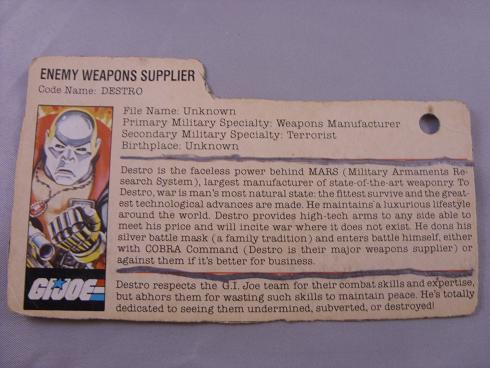 ENEMY WEAPONS SUPPLIER
Code Name: DESTRO
File Name: Unknown
Primary Military Specialty: Weapons Manufacturer
Secondary Military Specialty: Terrorist
Birthplace: Unknown
Destro is the faceless power behind MARS (Military Armaments Re-
search System), largest manufacturer of state-of-the-art weaponry. To
Destro, war is man's most natural state: the fittest survive and the great-
est technological advances are made. He maintains a luxurious lifestyle
around the world. Destro provides high-tech arms to any side able to
meet his price and will incite war where it does not exist. He dons his
silver battle mask (a family tradition) and enters battle himself, either
with COBRA Command (Destro is their major weapons supplier) or
against them if it's better for business.
G.I. JOE
Destro respects the G.I. Joe team for their combat skills and expertise,
but abhors them for wasting such skills to maintain peace. He's totally
dedicated to seeing them undermined, subverted, or destroyed!